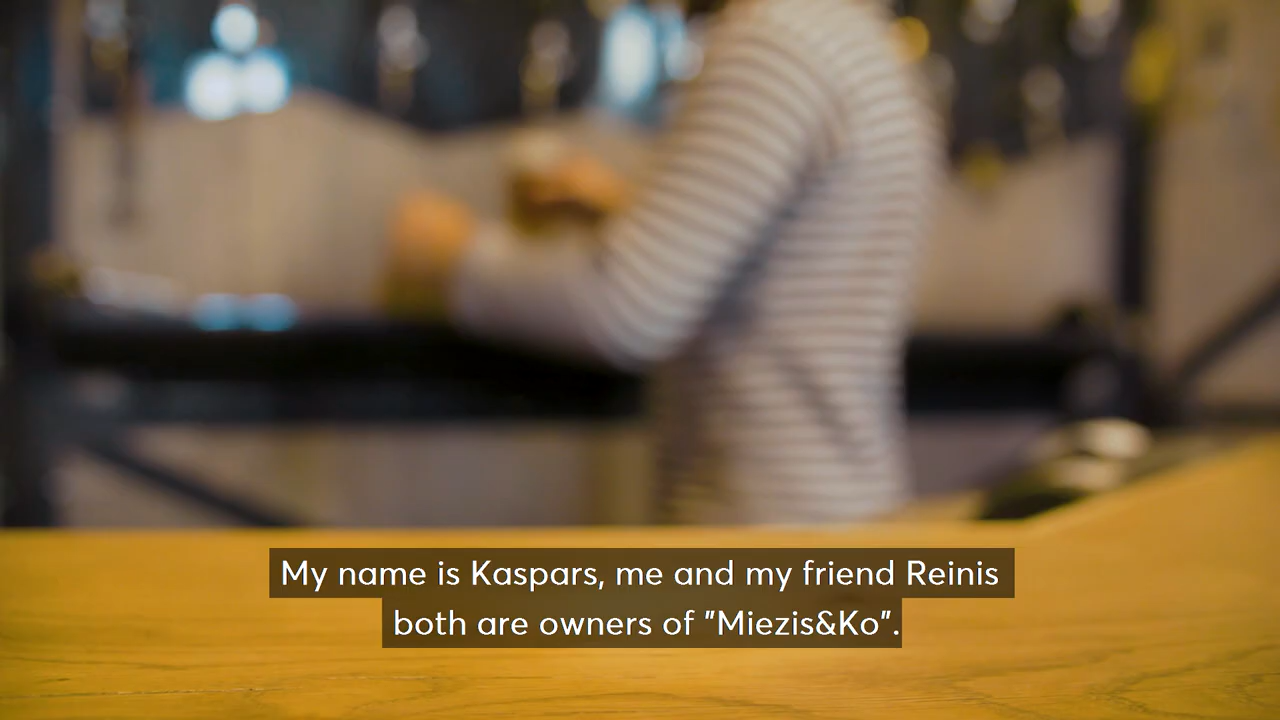 My name is Kaspars, me and my friend Reinis
both are owners of "Miezis&Ko".